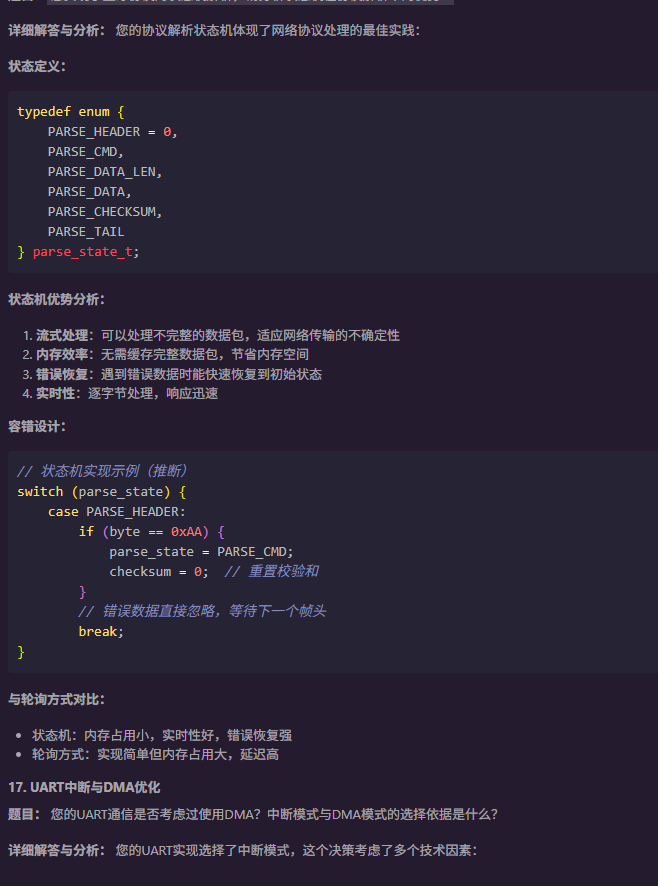 详细解答与分析： 您的协议解析状态机体现了网络协议处理的最佳实践：
状态定义：
typedef enum {
    PARSE_HEADER = 0,
    PARSE_CMD,
    PARSE_DATA_LEN,
    PARSE_DATA,
    PARSE_CHECKSUM,
    PARSE_TAIL
} parse_state_t;
状态机优势分析：
1. 流式处理：可以处理不完整的数据包，适应网络传输的不确定性
2. 内存效率：无需缓存完整数据包，节省内存空间
3. 错误恢复：遇到错误数据时能快速恢复到初始状态
4. 实时性：逐字节处理，响应迅速
容错设计：
// 状态机实现示例（推断）
switch (parse_state) {
    case PARSE_HEADER:
        if (byte == 0xAA) {
            parse_state = PARSE_CMD;
            checksum = 0;  // 重置校验和
        }
        // 错误数据直接忽略，等待下一个帧头
        break;
}
与轮询方式对比：
• 状态机：内存占用小，实时性好，错误恢复强
• 轮询方式：实现简单但内存占用大，延迟高
17. UART中断与DMA优化
题目： 您的UART通信是否考虑过使用DMA？中断模式与DMA模式的选择依据是什么？
详细解答与分析： 您的UART实现选择了中断模式，这个决策考虑了多个技术因素：